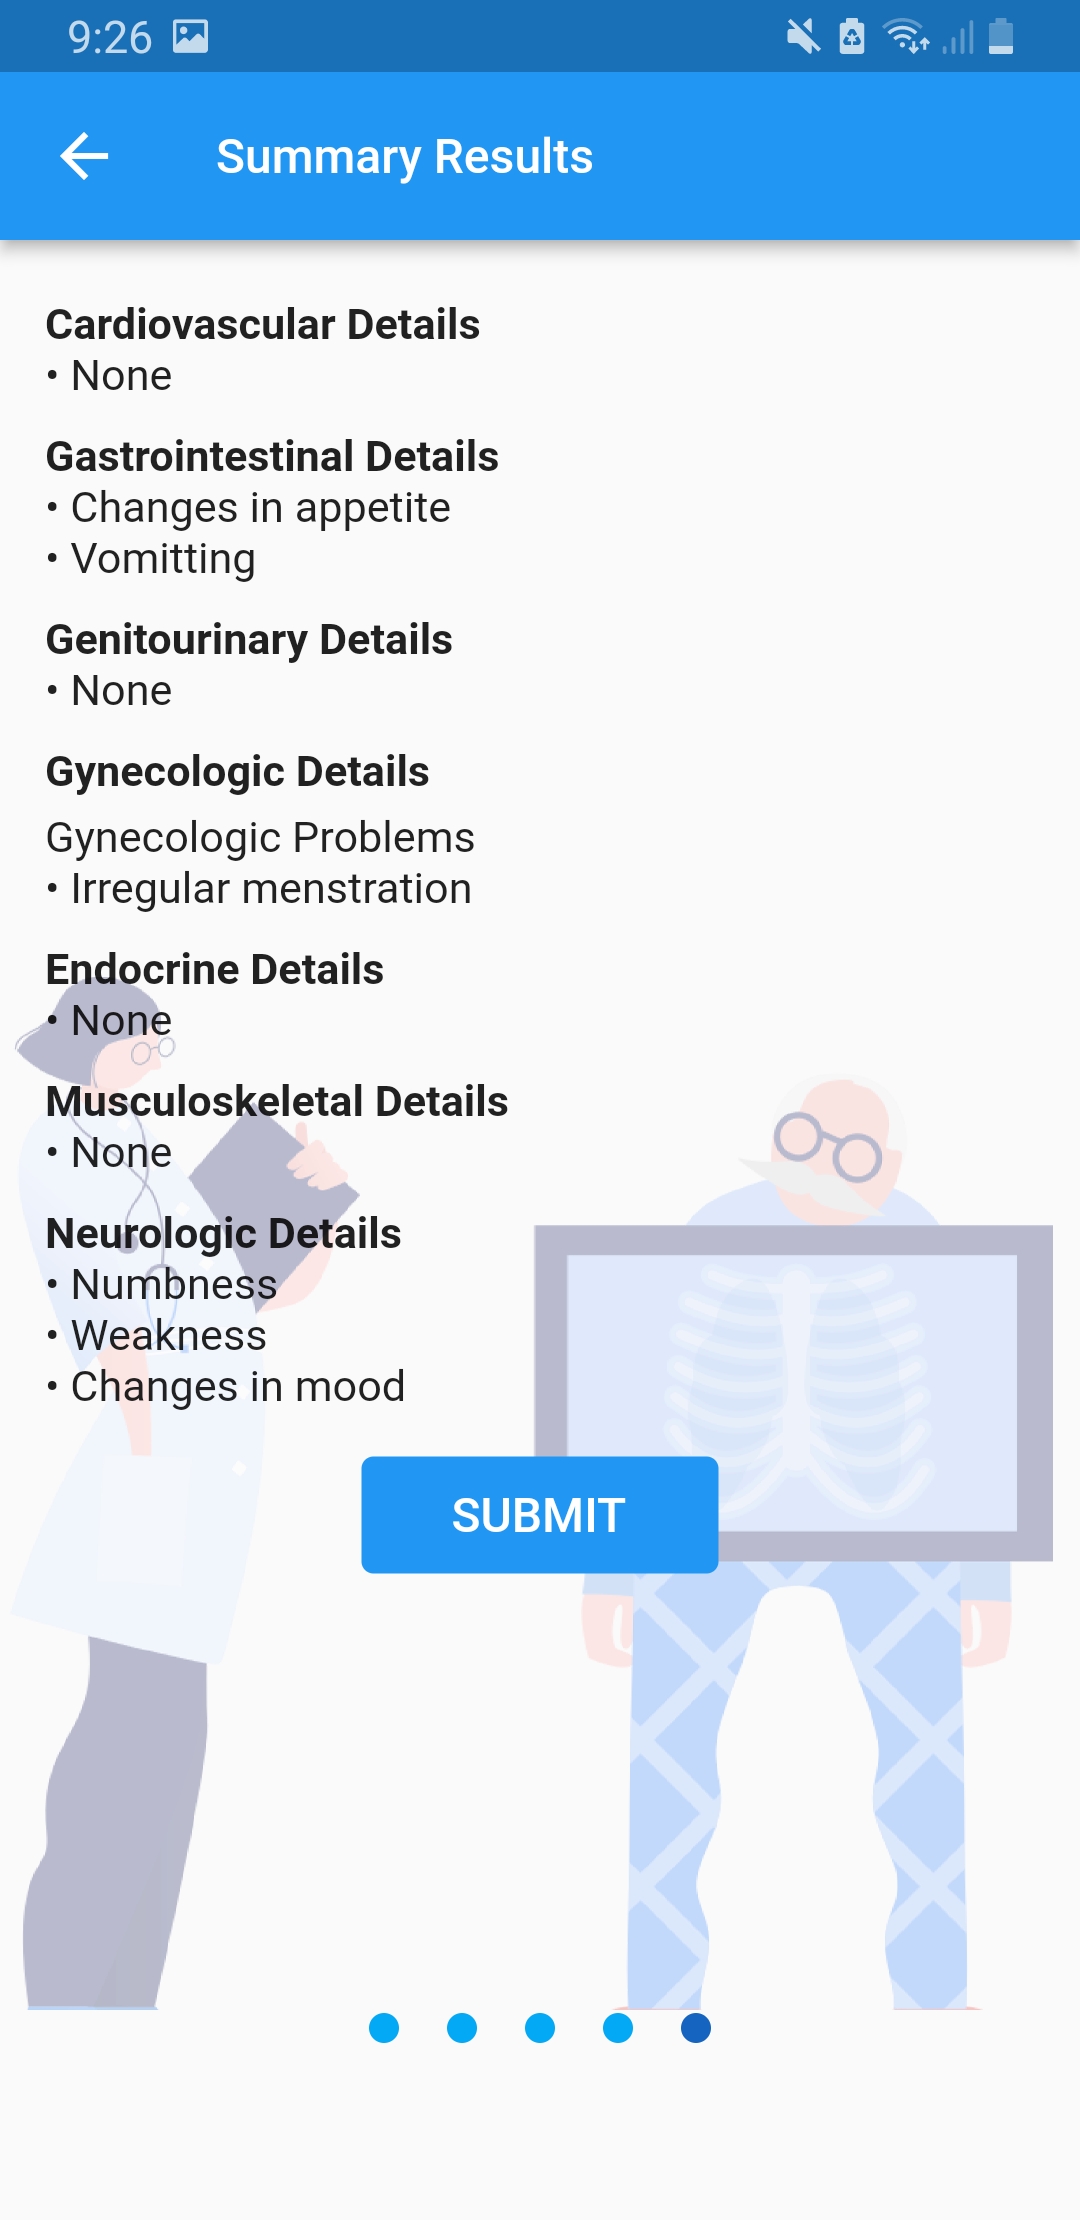 9:26
Summary Results
Cardiovascular Details
• None
Gastrointestinal Details
• Changes in appetite
• Vomitting
Genitourinary Details
• None
Gynecologic Details
Gynecologic Problems
• Irregular menstration
Endocrine Details
• None
Musculoskeletal Details
• None
Neurologic Details
• Numbness
• Weakness
• Changes in mood
SUBMIT